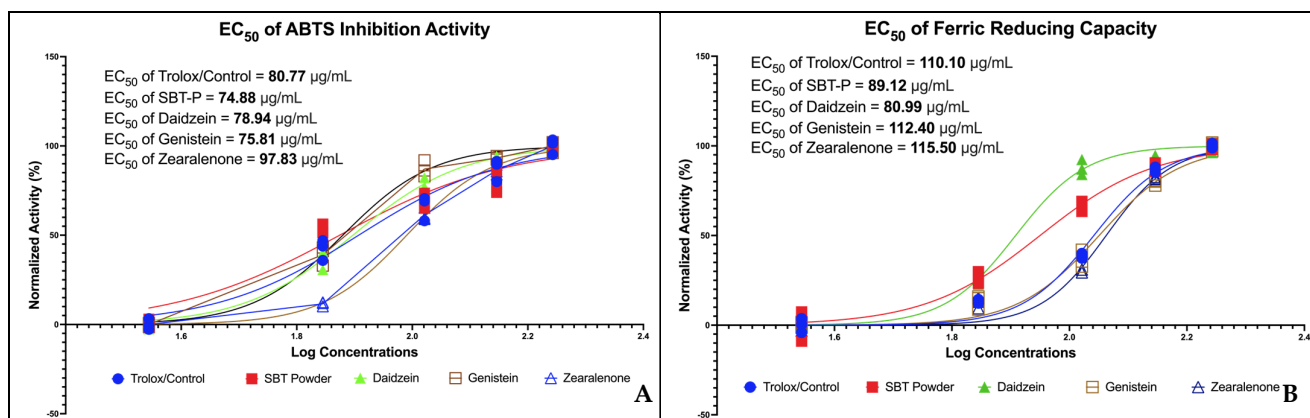 EC50 of ABTS Inhibition Activity
EC50 of Trolox/Control = 80.77 µg/mL
EC50 of SBT-P = 74.88 µg/mL
EC50 of Daidzein = 78.94 µg/mL
EC50 of Genistein = 75.81 µg/mL
EC50 of Zearalenone = 97.83 µg/mL
Normalized Activity (%)
150
100
50
0
-50
1.6
1.8
2.0
2.2
2.4
Log Concentrations
Trolox/Control
SBT Powder
Daidzein
Genistein
Zearalenone
A
EC50 of Ferric Reducing Capacity
EC50 of Trolox/Control = 110.10 µg/mL
EC50 of SBT-P = 89.12 µg/mL
EC50 of Daidzein = 80.99 µg/mL
EC50 of Genistein = 112.40 µg/mL
EC50 of Zearalenone = 115.50 µg/mL
Normalized Activity (%)
150
100
50
0
-50
1.6
1.8
2.0
2.2
2.4
Log Concentrations
Trolox/Control
SBT Powder
Daidzein
Genistein
Zearalenone
B